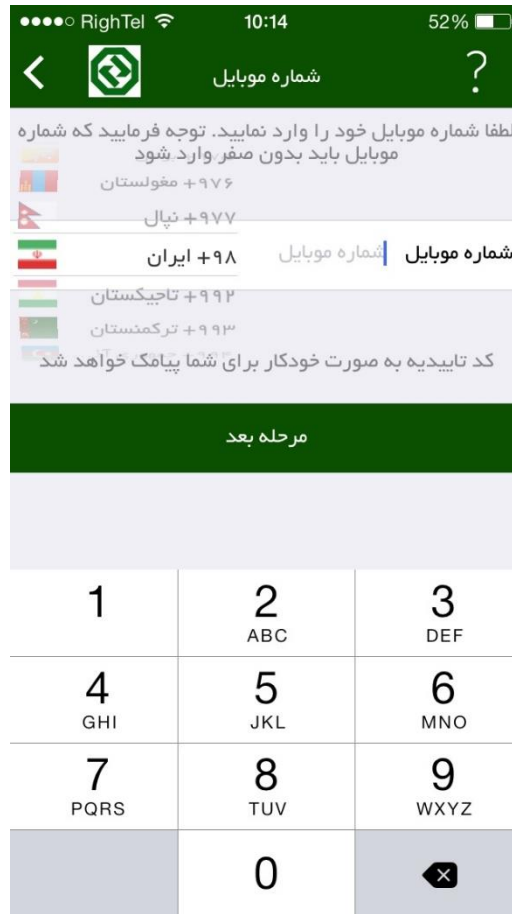 RighTel 10:14 52%
شماره موبایل ?
لطفا شماره موبایل خود را وارد نمایید. توجه فرمایید که شماره
موبایل باید بدون صفر وارد شود
+۹۷۶ مغولستان
+۹۷۷ نپال
شماره موبایل شماره موبایل +۹۸ ایران
+۹۹۲ تاجیکستان
+۹۹۳ ترکمنستان
کد تاییدیه به صورت خودکار برای شما پیامک خواهد شد
مرحله بعد
1 2 3
ABC DEF
4 5 6
GHI JKL MNO
7 8 9
PQRS TUV WXYZ
0